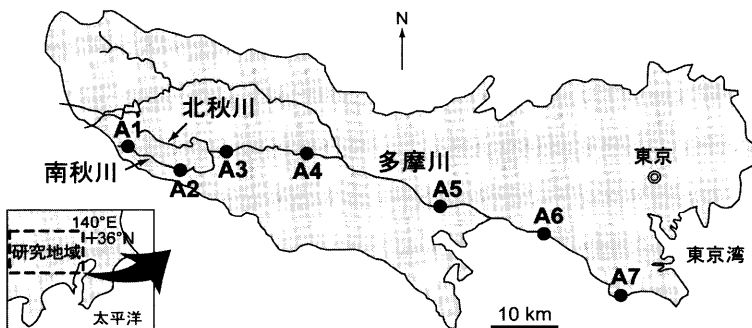 N
北秋川
A1
南秋川
A2
A3
A4
多摩川
A5
東京
A6
東京湾
A7
140°E
+36°N
研究地域
太平洋
10 km